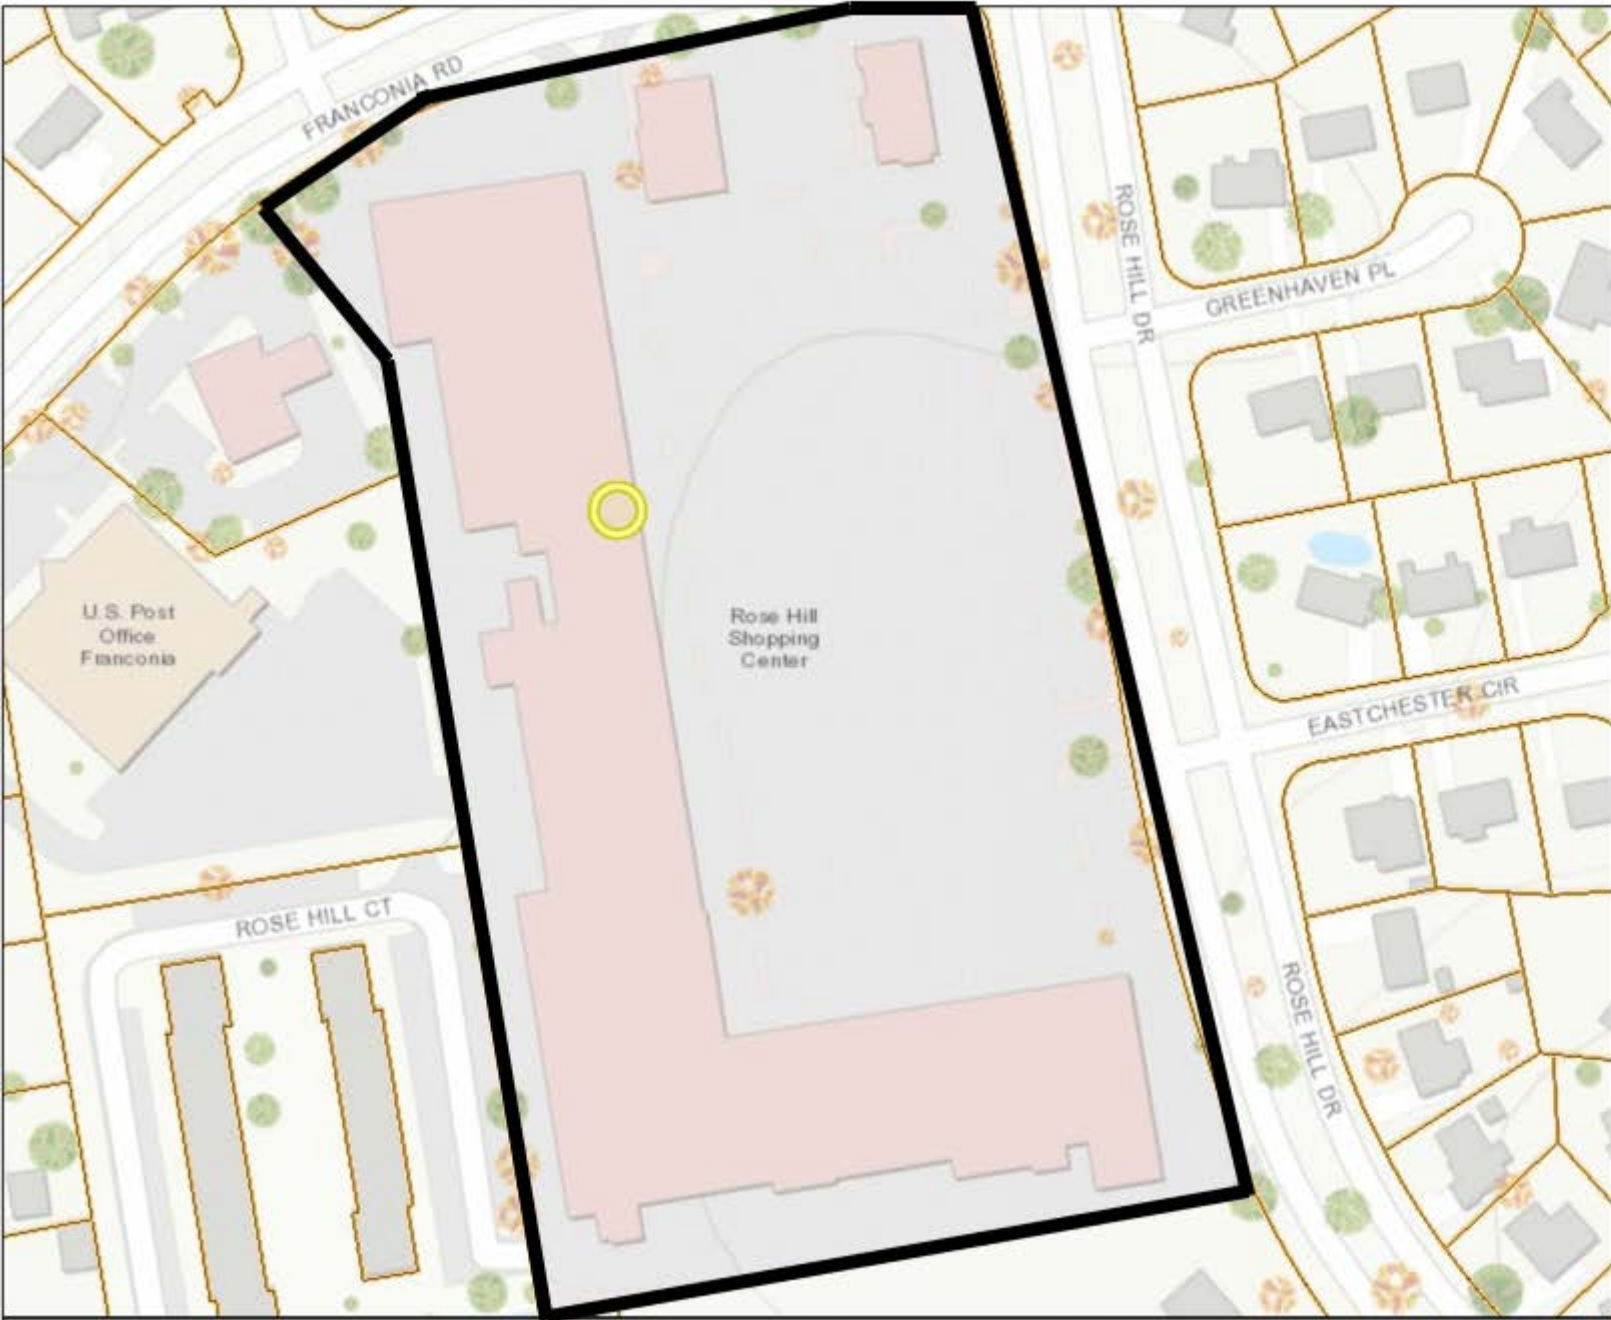 FRANCONIA RD
ROSE HILL DR
GREENHAVEN PL
U.S. Post
Office
Franconia
Rose Hill
Shopping
Center
EASTCHESTER CIR
ROSE HILL CT
ROSE HILL DR